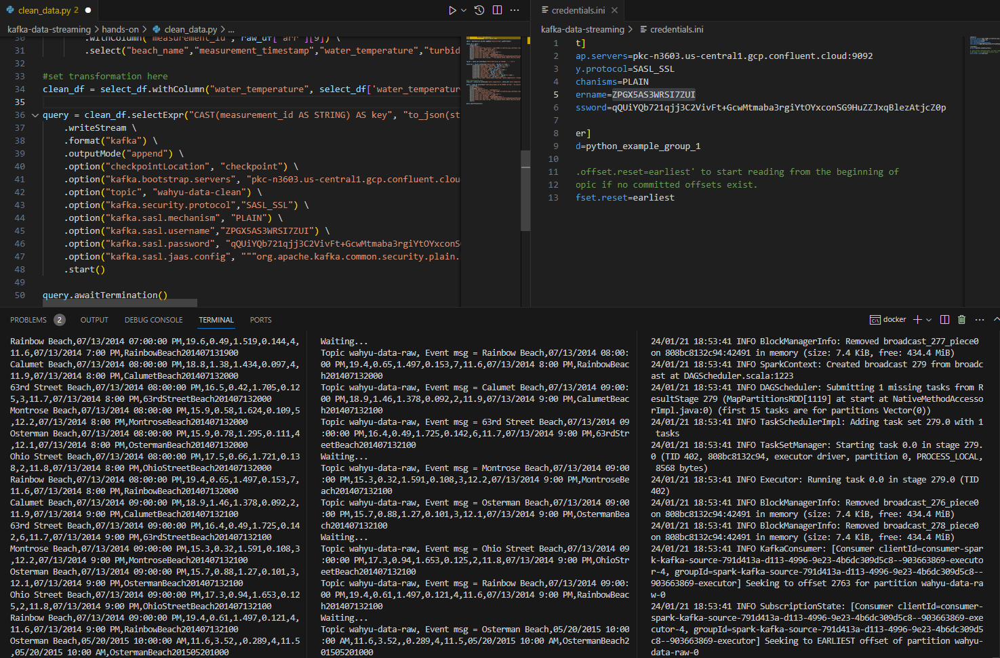 clean_data.py 2
kafka-data-streaming > hands-on > clean_data.py > ...
30 .withColumn("measurement_id", raw_df["arr"][9]) \
31 .select("beach_name","measurement_timestamp","water_temperature","turbid
32
33 #set transformation here
34 clean_df = select_df.withColumn("water_temperature", select_df['water_temperatur
35
36 query = clean_df.selectExpr("CAST(measurement_id AS STRING) AS key", "to_json(st
37 .writeStream \
38 .format("kafka") \
39 .outputMode("append") \
40 .option("checkpointLocation", "checkpoint") \
41 .option("kafka.bootstrap.servers", "pkc-n3603.us-central1.gcp.confluent.clou
42 .option("topic", "wahyu-data-clean") \
43 .option("kafka.security.protocol","SASL_SSL") \
44 .option("kafka.sasl.mechanism", "PLAIN") \
45 .option("kafka.sasl.username","ZPGX5AS3WRSI7ZUI") \
46 .option("kafka.sasl.password", "qQUiYQb721qjj3C2VivFt+GcwMtmaba3rgiYtOYxconS
47 .option("kafka.sasl.jaas.config", """org.apache.kafka.common.security.plain.
48 .start()
49
50 query.awaitTermination()
credentials.ini
kafka-data-streaming > credentials.ini
1 t]
2 ap.servers=pkc-n3603.us-central1.gcp.confluent.cloud:9092
3 y.protocol=SASL_SSL
4 chanisms=PLAIN
5 ername=ZPGX5AS3WRSI7ZUI
6 ssword=qQUiYQb721qjj3C2VivFt+GcwMtmaba3rgiYtOYxconSG9HuZZJxqBlezAtjcZ0p
7
8 er]
9 d=python_example_group_1
10
11 .offset.reset=earliest' to start reading from the beginning of
12 opic if no committed offsets exist.
13 fset.reset=earliest
PROBLEMS 2 OUTPUT DEBUG CONSOLE TERMINAL PORTS
docker
Rainbow Beach,07/13/2014 07:00:00 PM,19.6,0.49,1.519,0.144,4,
11.6,07/13/2014 7:00 PM,RainbowBeach201407131900
Calumet Beach,07/13/2014 08:00:00 PM,18.8,1.38,1.434,0.097,4,
11.9,07/13/2014 8:00 PM,CalumetBeach201407132000
63rd Street Beach,07/13/2014 08:00:00 PM,16.5,0.42,1.705,0.12
5,3,11.7,07/13/2014 8:00 PM,63rdStreetBeach201407132000
Montrose Beach,07/13/2014 08:00:00 PM,15.9,0.58,1.624,0.109,5
,12.2,07/13/2014 8:00 PM,MontroseBeach201407132000
Osterman Beach,07/13/2014 08:00:00 PM,15.9,0.78,1.295,0.111,4
,12.1,07/13/2014 8:00 PM,OstermanBeach201407132000
Ohio Street Beach,07/13/2014 08:00:00 PM,17.5,0.66,1.721,0.13
8,2,11.8,07/13/2014 8:00 PM,OhioStreetBeach201407132000
Rainbow Beach,07/13/2014 08:00:00 PM,19.4,0.65,1.497,0.153,7,
11.6,07/13/2014 8:00 PM,RainbowBeach201407132000
Calumet Beach,07/13/2014 09:00:00 PM,18.9,1.46,1.378,0.092,2,
11.9,07/13/2014 9:00 PM,CalumetBeach201407132100
63rd Street Beach,07/13/2014 09:00:00 PM,16.4,0.49,1.725,0.14
2,6,11.7,07/13/2014 9:00 PM,63rdStreetBeach201407132100
Montrose Beach,07/13/2014 09:00:00 PM,15.3,0.32,1.591,0.108,3
,12.2,07/13/2014 9:00 PM,MontroseBeach201407132100
Osterman Beach,07/13/2014 09:00:00 PM,15.7,0.88,1.27,0.101,3,
12.1,07/13/2014 9:00 PM,OstermanBeach201407132100
Ohio Street Beach,07/13/2014 09:00:00 PM,17.3,0.94,1.653,0.12
5,2,11.8,07/13/2014 9:00 PM,OhioStreetBeach201407132100
Rainbow Beach,07/13/2014 09:00:00 PM,19.4,0.61,1.497,0.121,4,
11.6,07/13/2014 9:00 PM,RainbowBeach201407132100
Osterman Beach,05/20/2015 10:00:00 AM,11.6,3.52,,0.289,4,11.5
,05/20/2015 10:00 AM,OstermanBeach201505201000
Waiting...
Topic wahyu-data-raw, Event msg = Rainbow Beach,07/13/2014 08:00:
00 PM,19.4,0.65,1.497,0.153,7,11.6,07/13/2014 8:00 PM,RainbowBeac
h201407132000
Topic wahyu-data-raw, Event msg = Calumet Beach,07/13/2014 09:00:
00 PM,18.9,1.46,1.378,0.092,2,11.9,07/13/2014 9:00 PM,CalumetBeac
h201407132100
Topic wahyu-data-raw, Event msg = 63rd Street Beach,07/13/2014 09
:00:00 PM,16.4,0.49,1.725,0.142,6,11.7,07/13/2014 9:00 PM,63rdStr
eetBeach201407132100
Waiting...
Topic wahyu-data-raw, Event msg = Montrose Beach,07/13/2014 09:00
:00 PM,15.3,0.32,1.591,0.108,3,12.2,07/13/2014 9:00 PM,MontroseBe
ach201407132100
Topic wahyu-data-raw, Event msg = Osterman Beach,07/13/2014 09:00
:00 PM,15.7,0.88,1.27,0.101,3,12.1,07/13/2014 9:00 PM,OstermanBea
ch201407132100
Waiting...
Topic wahyu-data-raw, Event msg = Ohio Street Beach,07/13/2014 09
:00:00 PM,17.3,0.94,1.653,0.125,2,11.8,07/13/2014 9:00 PM,OhioStr
eetBeach201407132100
Topic wahyu-data-raw, Event msg = Rainbow Beach,07/13/2014 09:00:
00 PM,19.4,0.61,1.497,0.121,4,11.6,07/13/2014 9:00 PM,RainbowBeac
h201407132100
Waiting...
Topic wahyu-data-raw, Event msg = Osterman Beach,05/20/2015 10:00
:00 AM,11.6,3.52,,0.289,4,11.5,05/20/2015 10:00 AM,OstermanBeach2
01505201000
24/01/21 18:53:41 INFO BlockManagerInfo: Removed broadcast_277_piece0
on 808bc8132c94:42491 in memory (size: 7.4 KiB, free: 434.4 MiB)
24/01/21 18:53:41 INFO SparkContext: Created broadcast 279 from broadc
ast at DAGScheduler.scala:1223
24/01/21 18:53:41 INFO DAGScheduler: Submitting 1 missing tasks from R
esultStage 279 (MapPartitionsRDD[1119] at start at NativeMethodAccesso
rImpl.java:0) (first 15 tasks are for partitions Vector(0))
24/01/21 18:53:41 INFO TaskSchedulerImpl: Adding task set 279.0 with 1
tasks
24/01/21 18:53:41 INFO TaskSetManager: Starting task 0.0 in stage 279.
0 (TID 402, 808bc8132c94, executor driver, partition 0, PROCESS_LOCAL,
8568 bytes)
24/01/21 18:53:41 INFO Executor: Running task 0.0 in stage 279.0 (TID
402)
24/01/21 18:53:41 INFO BlockManagerInfo: Removed broadcast_276_piece0
on 808bc8132c94:42491 in memory (size: 7.4 KiB, free: 434.4 MiB)
24/01/21 18:53:41 INFO BlockManagerInfo: Removed broadcast_278_piece0
on 808bc8132c94:42491 in memory (size: 7.4 KiB, free: 434.4 MiB)
24/01/21 18:53:41 INFO KafkaConsumer: [Consumer clientId=consumer-spar
k-kafka-source-791d413a-d113-4996-9e23-4b6dc309d5c8--903663869-executo
r-4, groupId=spark-kafka-source-791d413a-d113-4996-9e23-4b6dc309d5c8--
903663869-executor] Seeking to offset 2763 for partition wahyu-data-ra
w-0
24/01/21 18:53:41 INFO SubscriptionState: [Consumer clientId=consumer-
spark-kafka-source-791d413a-d113-4996-9e23-4b6dc309d5c8--903663869-exe
cutor-4, groupId=spark-kafka-source-791d413a-d113-4996-9e23-4b6dc309d5
c8--903663869-executor] Seeking to EARLIEST offset of partition wahyu-
data-raw-0